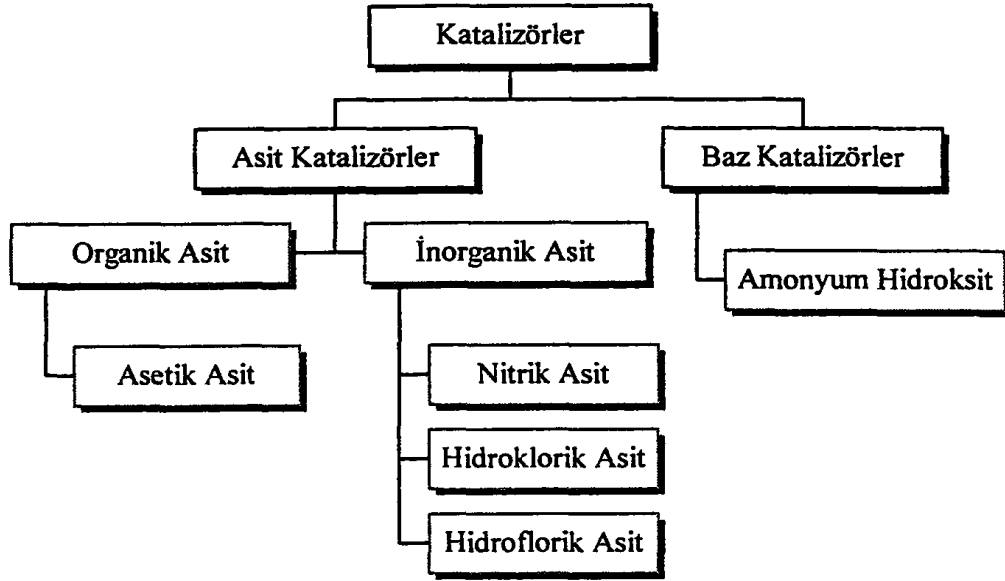 Katalizörler
Asit Katalizörler
Baz Katalizörler
Organik Asit
İnorganik Asit
Amonyum Hidroksit
Asetik Asit
Nitrik Asit
Hidroklorik Asit
Hidroflorik Asit